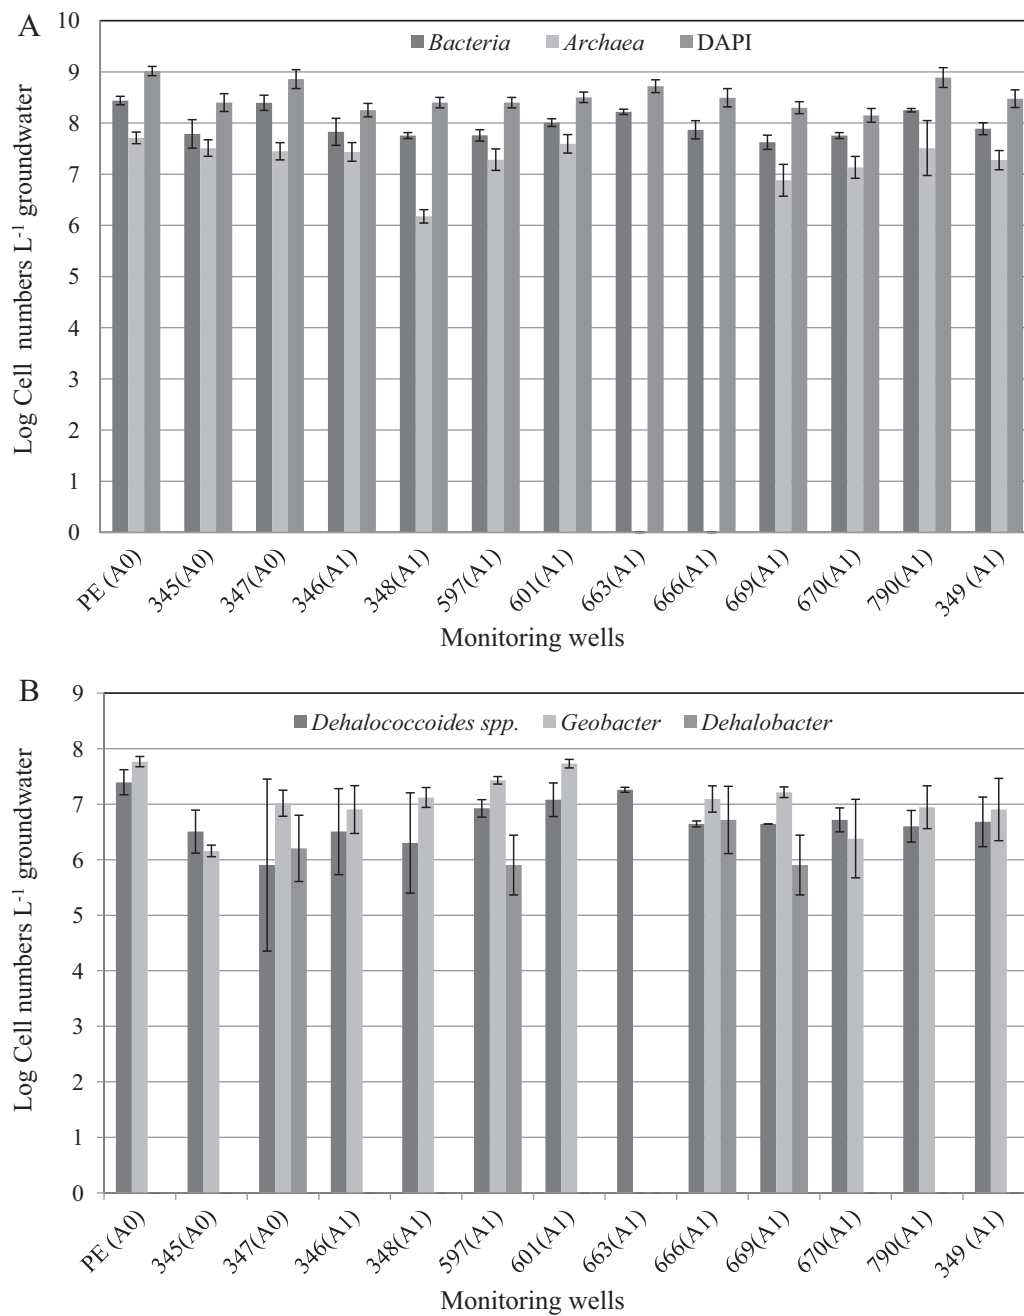 A
Bacteria Archaea DAPI
Log Cell numbers L-1 groundwater
10
9
8
7
6
5
4
3
2
1
0
PE (A0) 345(A0) 347(A0) 346(A1) 348(A1) 597(A1) 601(A1) 663(A1) 666(A1) 669(A1) 670(A1) 790(A1) 349 (A1)
Monitoring wells
B
Dehalococcoides spp. Geobacter Dehalobacter
Log Cell numbers L-1 groundwater
9
8
7
6
5
4
3
2
1
0
PE (A0) 345(A0) 347(A0) 346(A1) 348(A1) 597(A1) 601(A1) 663(A1) 666(A1) 669(A1) 670(A1) 790(A1) 349 (A1)
Monitoring wells